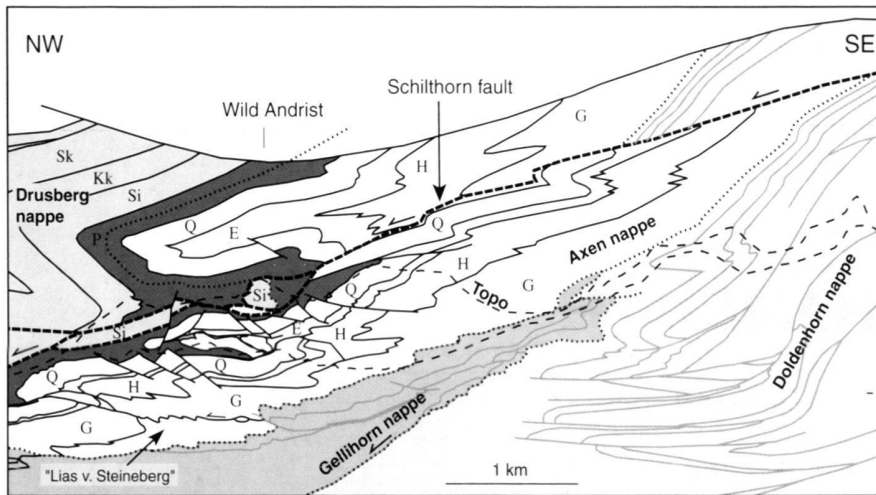 NW
SE
Schilthorn fault
Wild Andrist
G
H
Sk
Kk
Si
Drusberg
nappe
Q
E
P
Q
Axen nappe
H
Si
Q
G
Topo
Si
E
H
Q
Q
H
G
Doldenhorn nappe
G
Gellihorn nappe
"Lias v. Steineberg"
1 km